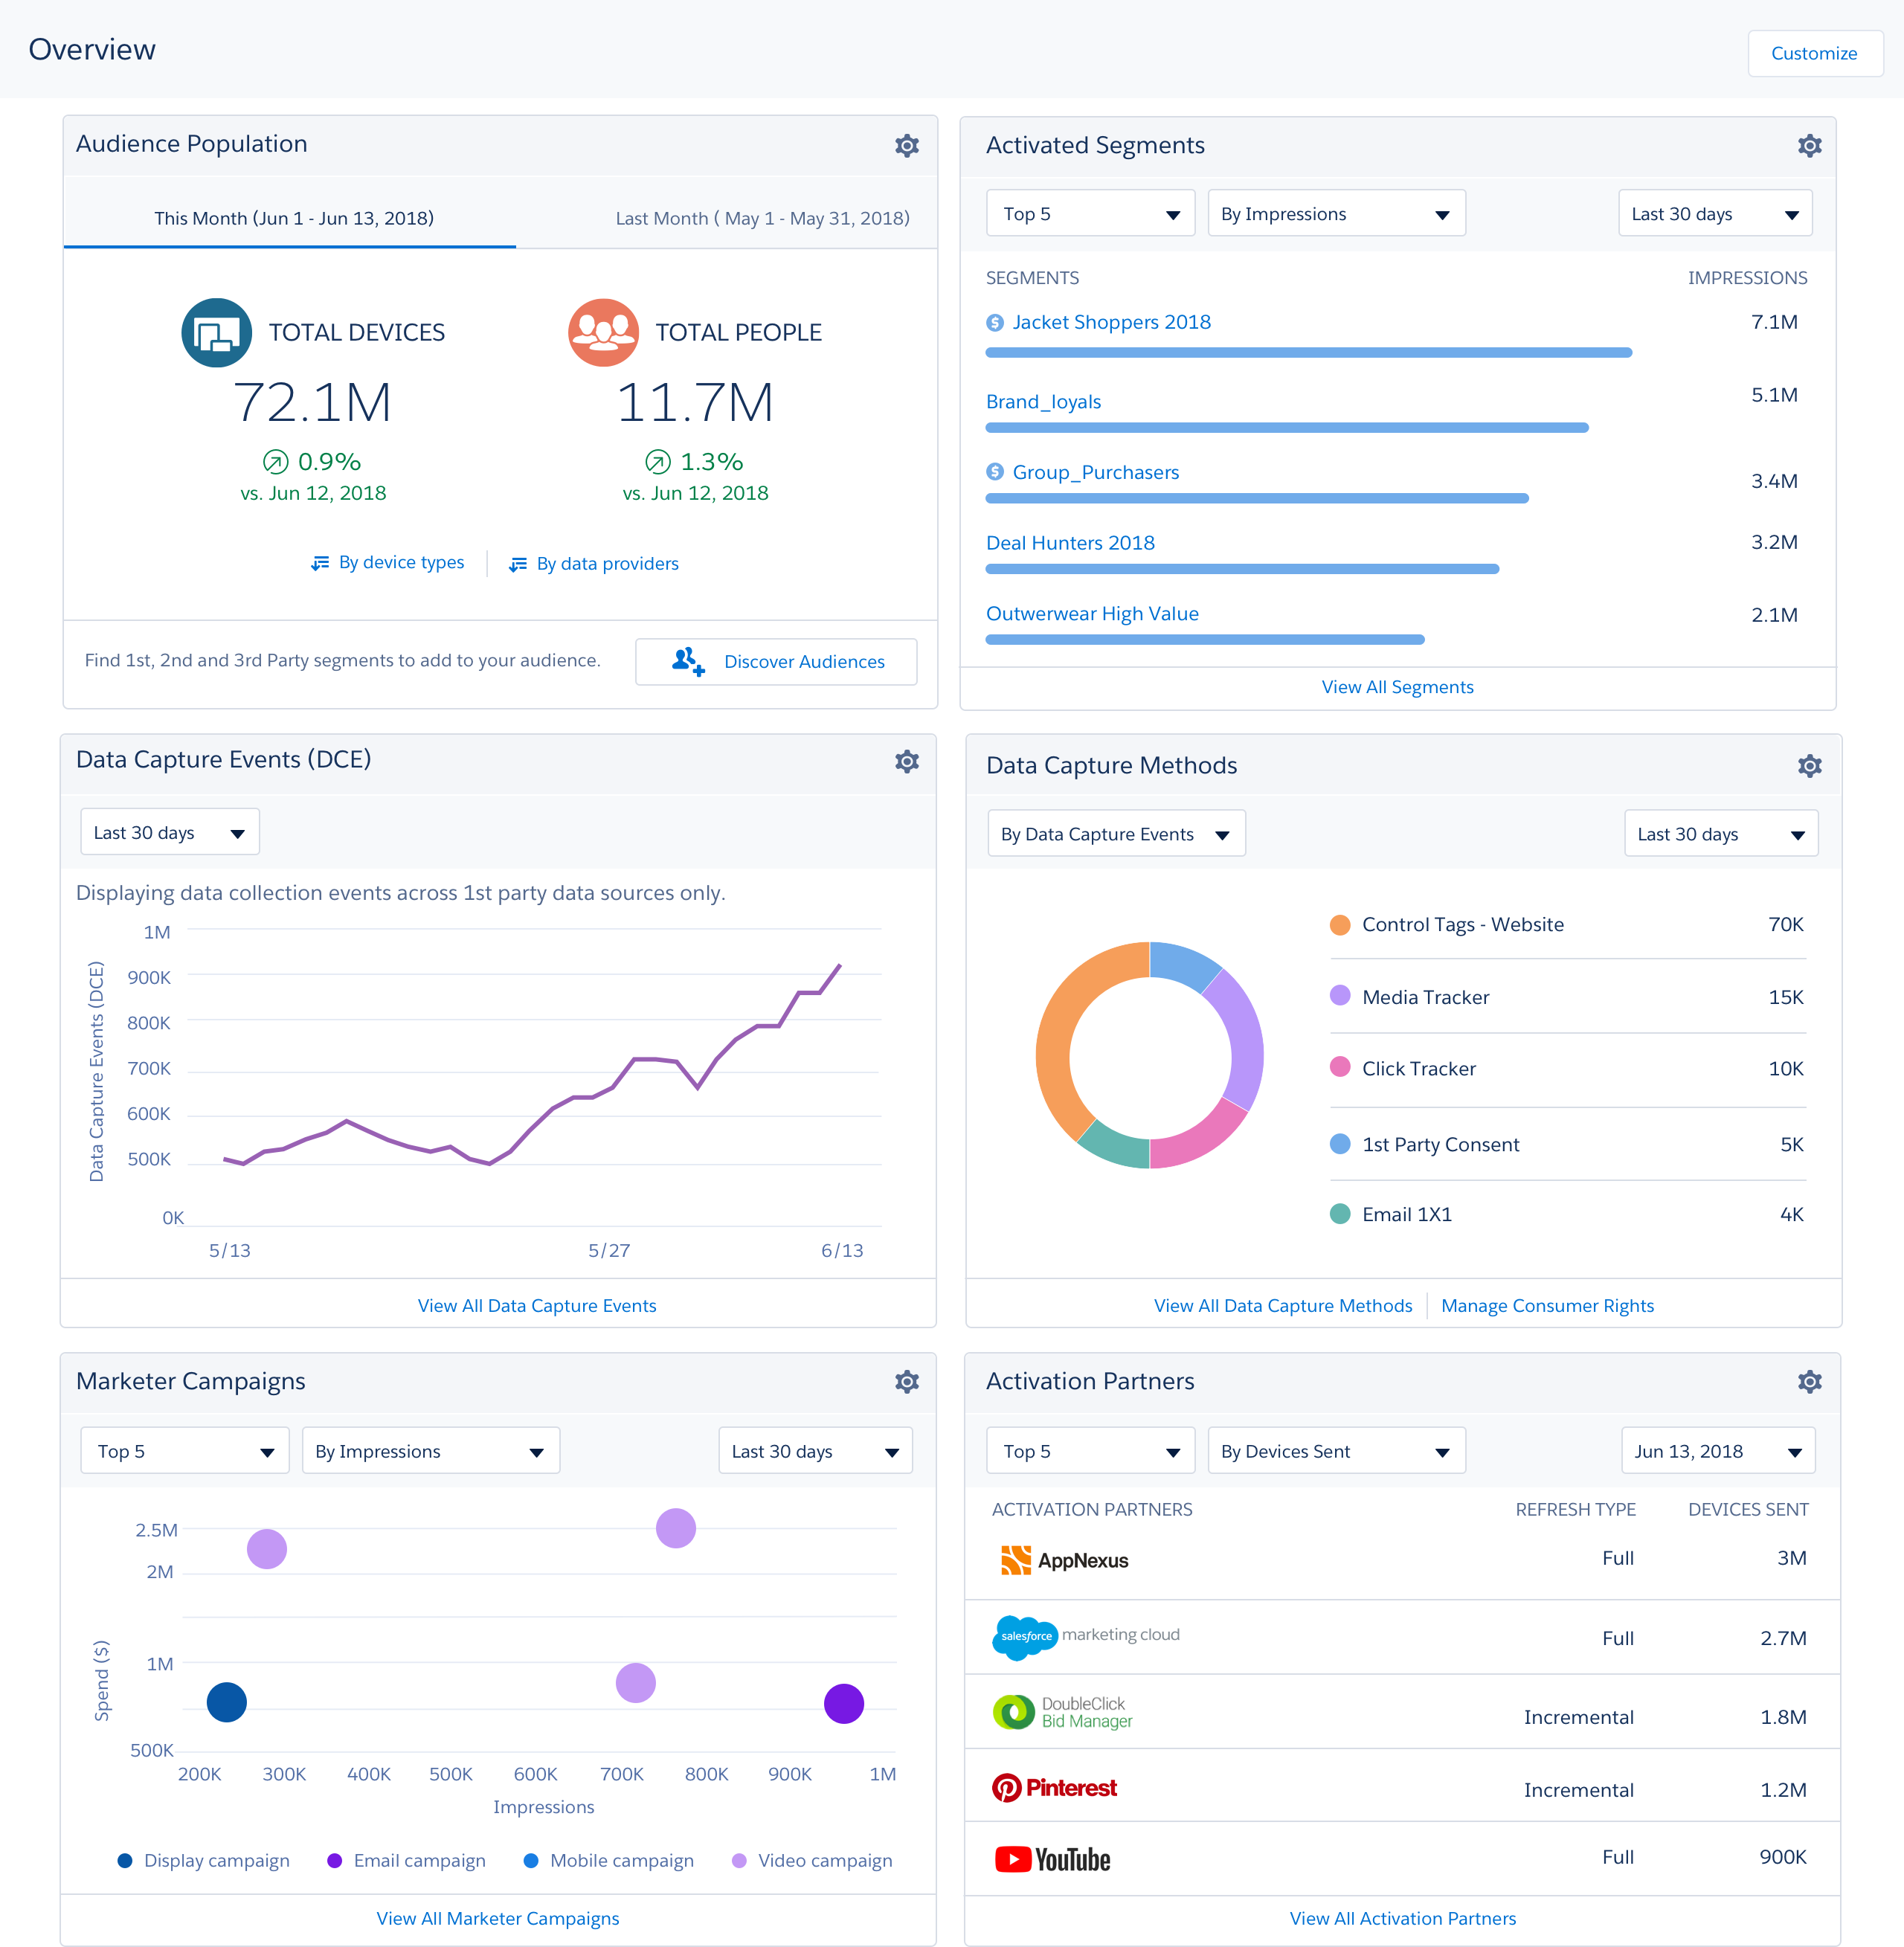 Overview
Customize
Audience Population
This Month (Jun 1 - Jun 13, 2018)
Last Month ( May 1 - May 31, 2018)
TOTAL DEVICES
72.1M
0.9%
vs. Jun 12, 2018
TOTAL PEOPLE
11.7M
1.3%
vs. Jun 12, 2018
By device types
By data providers
Find 1st, 2nd and 3rd Party segments to add to your audience.
Discover Audiences
Activated Segments
Top 5
By Impressions
Last 30 days
SEGMENTS IMPRESSIONS
$ Jacket Shoppers 2018 7.1M
Brand_loyals 5.1M
$ Group_Purchasers 3.4M
Deal Hunters 2018 3.2M
Outwerwear High Value 2.1M
View All Segments
Data Capture Events (DCE)
Last 30 days
Displaying data collection events across 1st party data sources only.
Data Capture Events (DCE)
1M
900K
800K
700K
600K
500K
0K
5/13 5/27 6/13
View All Data Capture Events
Data Capture Methods
By Data Capture Events
Last 30 days
Control Tags - Website 70K
Media Tracker 15K
Click Tracker 10K
1st Party Consent 5K
Email 1X1 4K
View All Data Capture Methods
Manage Consumer Rights
Marketer Campaigns
Top 5
By Impressions
Last 30 days
Spend ($)
2.5M
2M
1M
500K
200K 300K 400K 500K 600K 700K 800K 900K 1M
Impressions
Display campaign
Email campaign
Mobile campaign
Video campaign
View All Marketer Campaigns
Activation Partners
Top 5
By Devices Sent
Jun 13, 2018
ACTIVATION PARTNERS REFRESH TYPE DEVICES SENT
AppNexus Full 3M
salesforce marketing cloud Full 2.7M
DoubleClick
Bid Manager Incremental 1.8M
Pinterest Incremental 1.2M
YouTube Full 900K
View All Activation Partners